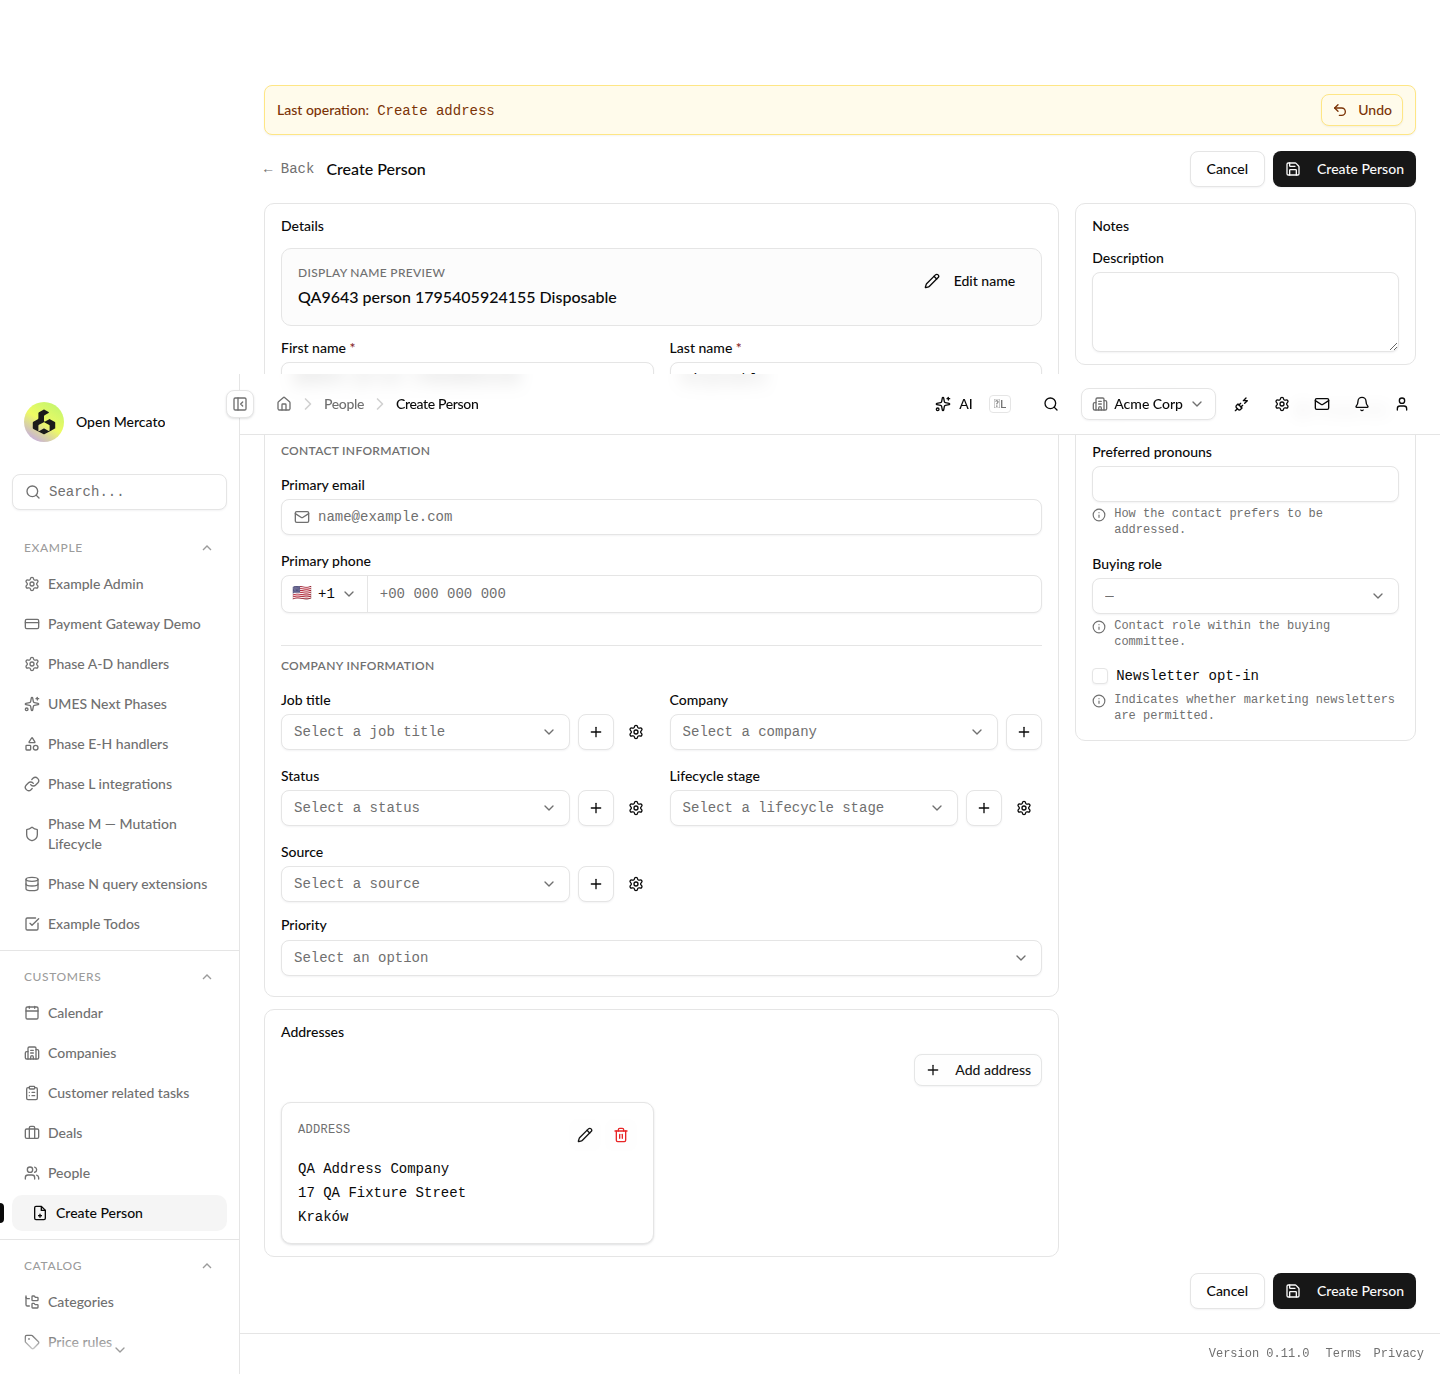 Last operation: Create address
Undo
← Back
Create Person
Cancel
Create Person
Details
DISPLAY NAME PREVIEW
QA9643 person 1795405924155 Disposable
Edit name
First name *
Last name *
Notes
Description
Open Mercato
People
Create Person
AI
Acme Corp
Search...
EXAMPLE
Example Admin
Payment Gateway Demo
Phase A-D handlers
UMES Next Phases
Phase E-H handlers
Phase L integrations
Phase M — Mutation
Lifecycle
Phase N query extensions
Example Todos
CUSTOMERS
Calendar
Companies
Customer related tasks
Deals
People
Create Person
CATALOG
Categories
Price rules
CONTACT INFORMATION
Primary email
name@example.com
Primary phone
+1
+00 000 000 000
COMPANY INFORMATION
Job title
Select a job title
Company
Select a company
Status
Select a status
Lifecycle stage
Select a lifecycle stage
Source
Select a source
Priority
Select an option
Preferred pronouns
How the contact prefers to be
addressed.
Buying role
—
Contact role within the buying
committee.
Newsletter opt-in
Indicates whether marketing newsletters
are permitted.
Addresses
Add address
ADDRESS
QA Address Company
17 QA Fixture Street
Kraków
Cancel
Create Person
Version 0.11.0
Terms
Privacy